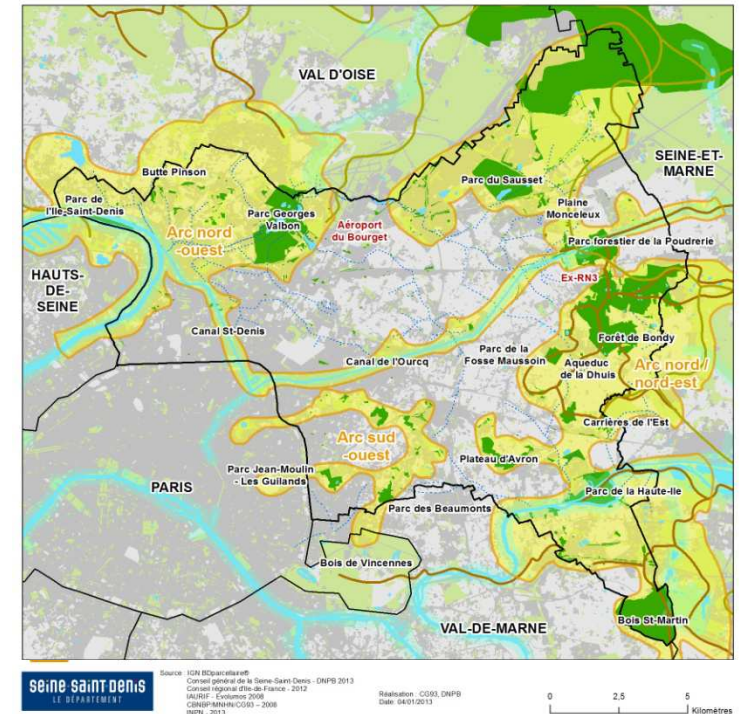 VAL D'OISE
SEINE-ET-
MARNE
Butte Pinson
Parc du Sausset
Parc de
l'Ile-Saint-Denis
Plaine
Monceleux
Parc Georges
Valbon
Aéroport
du Bourget
Arc nord
-ouest
Parc forestier de la Poudrerie
HAUTS-
DE-
SEINE
Ex-RN3
Canal St-Denis
Forêt de Bondy
Canal de l'Ourcq
Parc de la
Fosse Maussoin
Aqueduc
de la Dhuis
Arc nord /
nord-est
Carrières de l'Est
Arc sud
-ouest
Plateau d'Avron
Parc Jean-Moulin
- Les Guilands
PARIS
Parc de la Haute-Ile
Parc des Beaumonts
Bois de Vincennes
Bois St-Martin
VAL-DE-MARNE
seine-saint-denis
LE DÉPARTEMENT
Source : IGN BDparcellaire®
Conseil général de la Seine-Saint-Denis - DNPB 2013
Conseil régional d'Ile-de-France - 2012
IAURIF - Evolumos 2008
CBNBP/MNHN/CG93 – 2006
INPN - 2013
Réalisation : CG93, DNPB
Date: 04/01/2013
0 2,5 5
Kilomètres